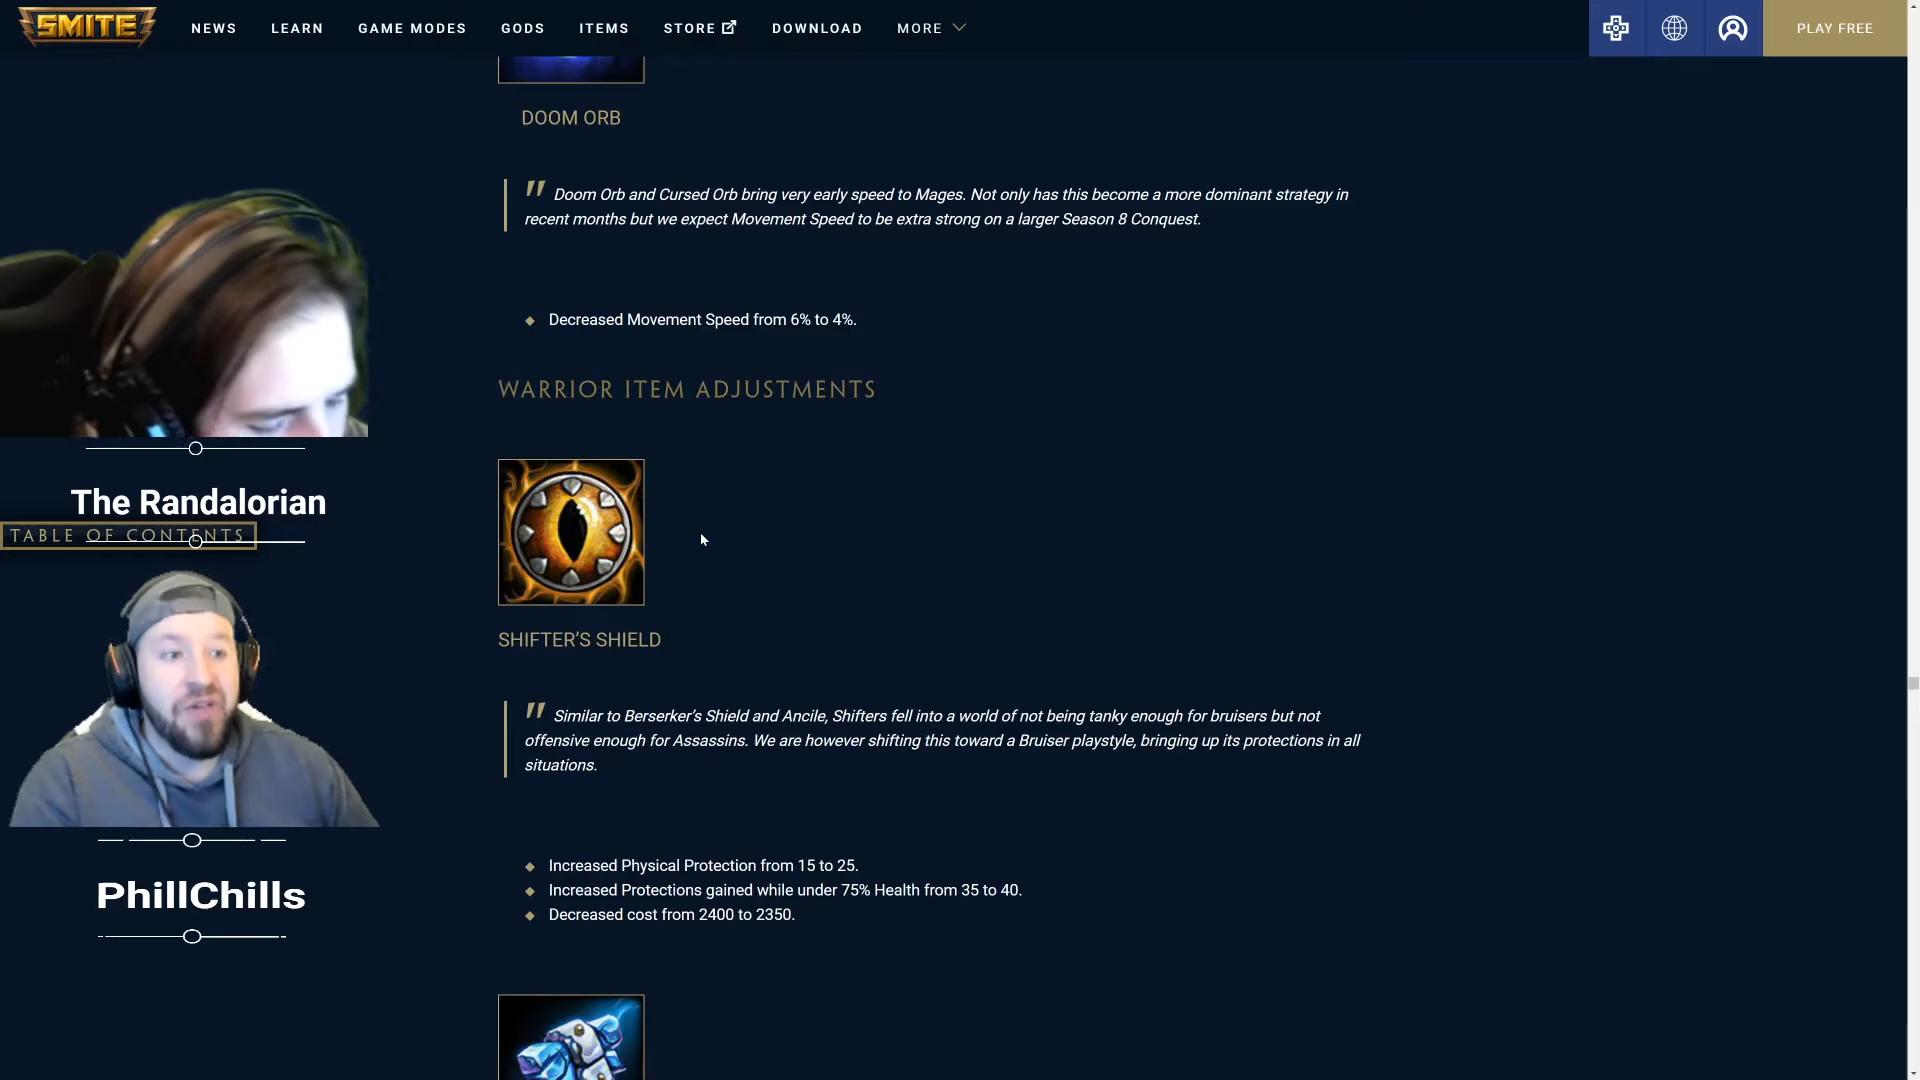 SMITE NEWS LEARN GAME MODES GODS ITEMS STORE DOWNLOAD MORE PLAY FREE
DOOM ORB
" Doom Orb and Cursed Orb bring very early speed to Mages. Not only has this become a more dominant strategy in
recent months but we expect Movement Speed to be extra strong on a larger Season 8 Conquest.
Decreased Movement Speed from 6% to 4%.
WARRIOR ITEM ADJUSTMENTS
The Randalorian
TABLE OF CONTENTS
SHIFTER’S SHIELD
" Similar to Berserker’s Shield and Ancile, Shifters fell into a world of not being tanky enough for bruisers but not
offensive enough for Assassins. We are however shifting this toward a Bruiser playstyle, bringing up its protections in all
situations.
Increased Physical Protection from 15 to 25.
Increased Protections gained while under 75% Health from 35 to 40.
Decreased cost from 2400 to 2350.
PhillChills